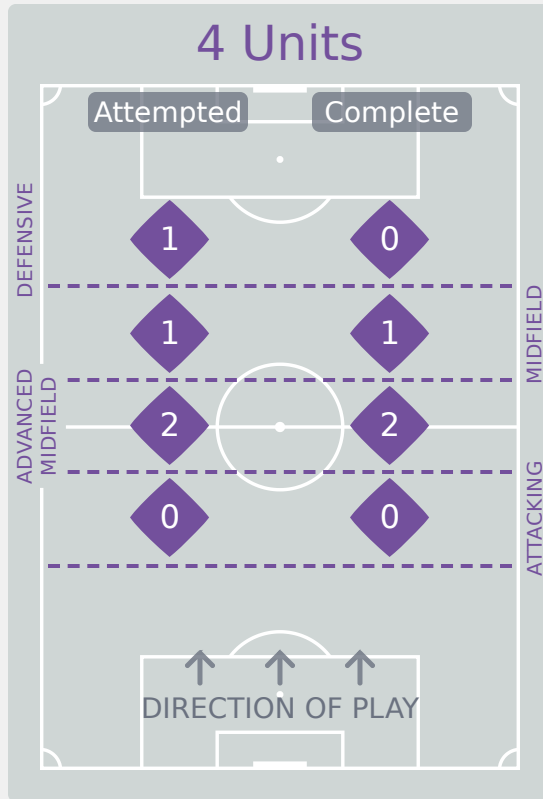 4 Units
Attempted
Complete
DEFENSIVE
1
0
MIDFIELD
1
1
ADVANCED
MIDFIELD
2
2
ATTACKING
0
0
DIRECTION OF PLAY